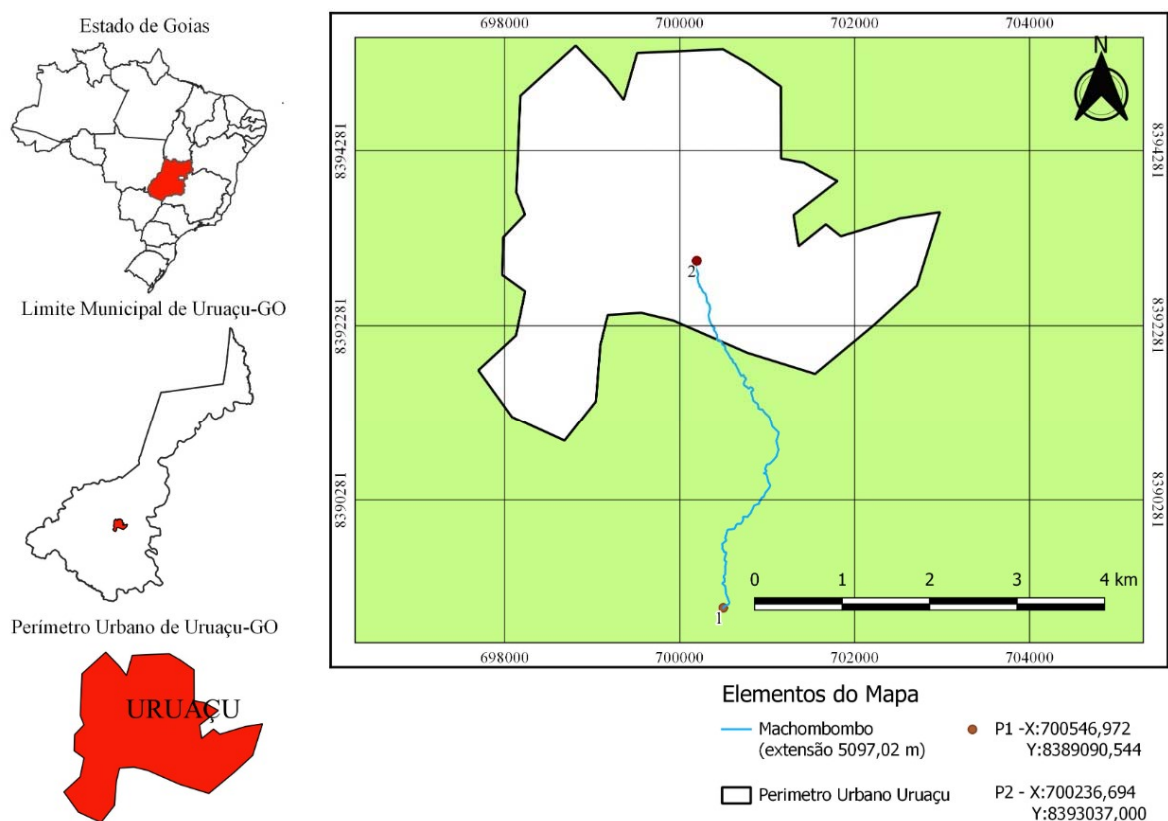 Estado de Goias
Limite Municipal de Uruaçu-GO
Perímetro Urbano de Uruaçu-GO
URUAÇU
698000
700000
702000
704000
N
8394281
8394281
2
8392281
8392281
8390281
8390281
0 1 2 3 4 km
1
698000
700000
702000
704000
Elementos do Mapa
Machombombo
(extensão 5097,02 m)
Perimetro Urbano Uruaçu
P1 -X:700546,972
Y:8389090,544
P2 - X:700236,694
Y:8393037,000